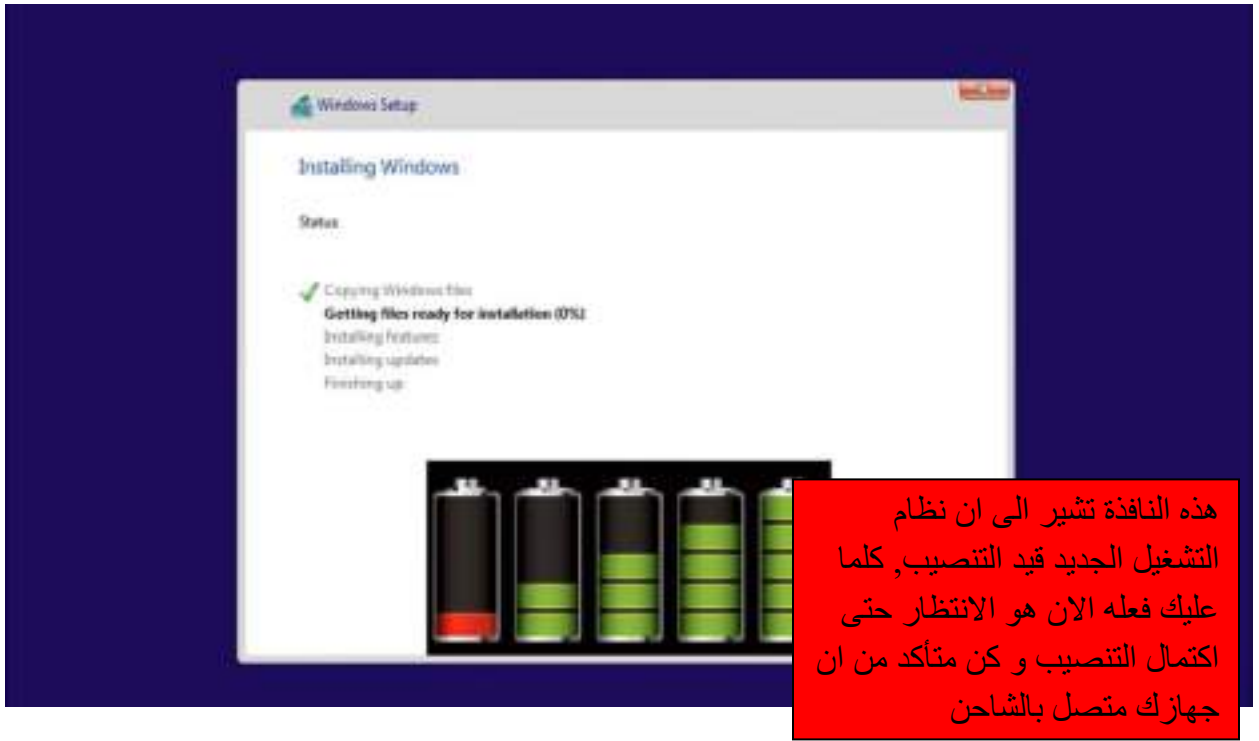 Windows Setup
Installing Windows
Status
Copying Windows files
Getting files ready for installation (0%)
Installing features
Installing updates
Finishing up
هذه النافذة تشير الى ان نظام
التشغيل الجديد قيد التنصيب, كلما
عليك فعله الان هو الانتظار حتى
اكتمال التنصيب و كن متأكد من ان
جهازك متصل بالشاحن